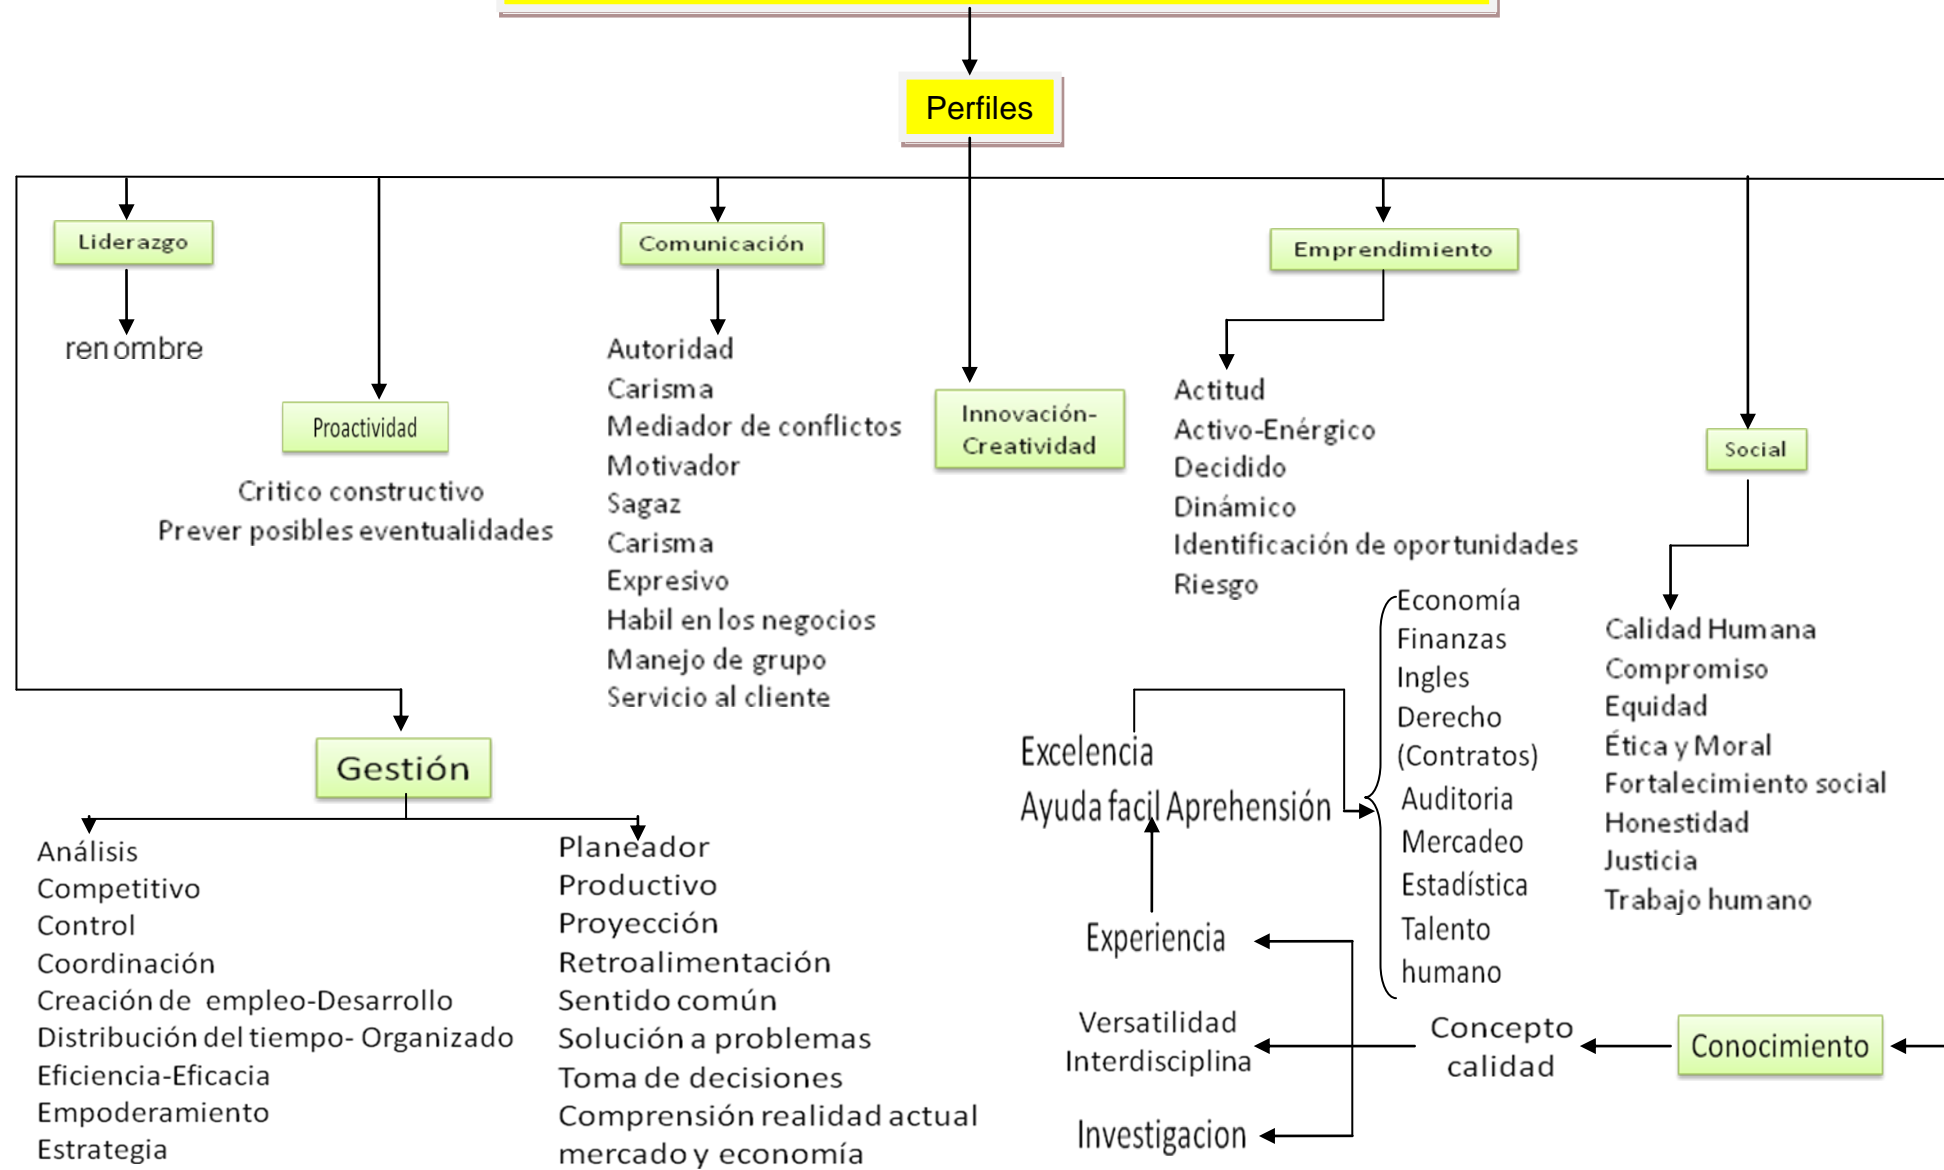 Perfiles
Liderazgo
renombre
Proactividad
Critico constructivo
Prever posibles eventualidades
Comunicación
Autoridad
Carisma
Mediador de conflictos
Motivador
Sagaz
Carisma
Expresivo
Habil en los negocios
Manejo de grupo
Servicio al cliente
Innovación-
Creatividad
Emprendimiento
Actitud
Activo-Enérgico
Decidido
Dinámico
Identificación de oportunidades
Riesgo
Social
Calidad Humana
Compromiso
Equidad
Ética y Moral
Fortalecimiento social
Honestidad
Justicia
Trabajo humano
Gestión
Análisis
Competitivo
Control
Coordinación
Creación de empleo-Desarrollo
Distribución del tiempo- Organizado
Eficiencia-Eficacia
Empoderamiento
Estrategia
Planeador
Productivo
Proyección
Retroalimentación
Sentido común
Solución a problemas
Toma de decisiones
Comprensión realidad actual
mercado y economía
Excelencia
Ayuda facil Aprehensión
Economía
Finanzas
Ingles
Derecho
(Contratos)
Auditoria
Mercadeo
Estadística
Talento
humano
Experiencia
Versatilidad
Interdisciplina
Investigacion
Concepto
calidad
Conocimiento